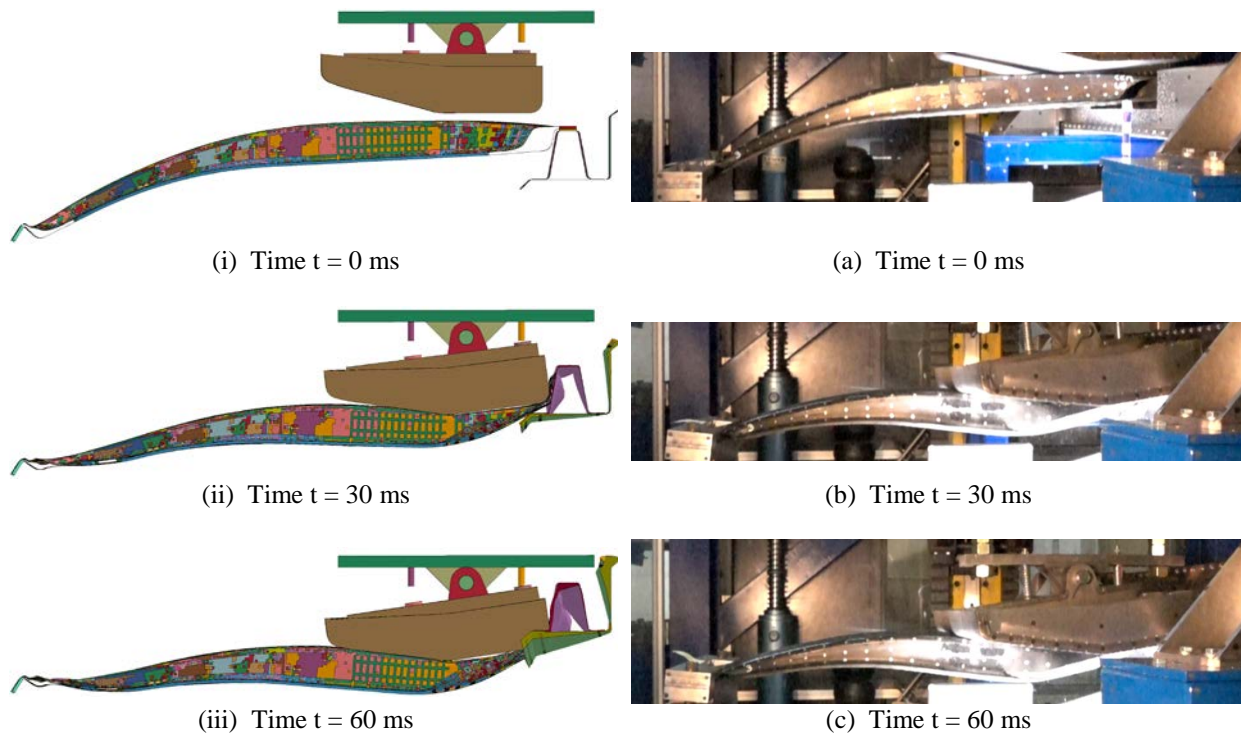 (i) Time t = 0 ms
(a) Time t = 0 ms
(ii) Time t = 30 ms
(b) Time t = 30 ms
(iii) Time t = 60 ms
(c) Time t = 60 ms